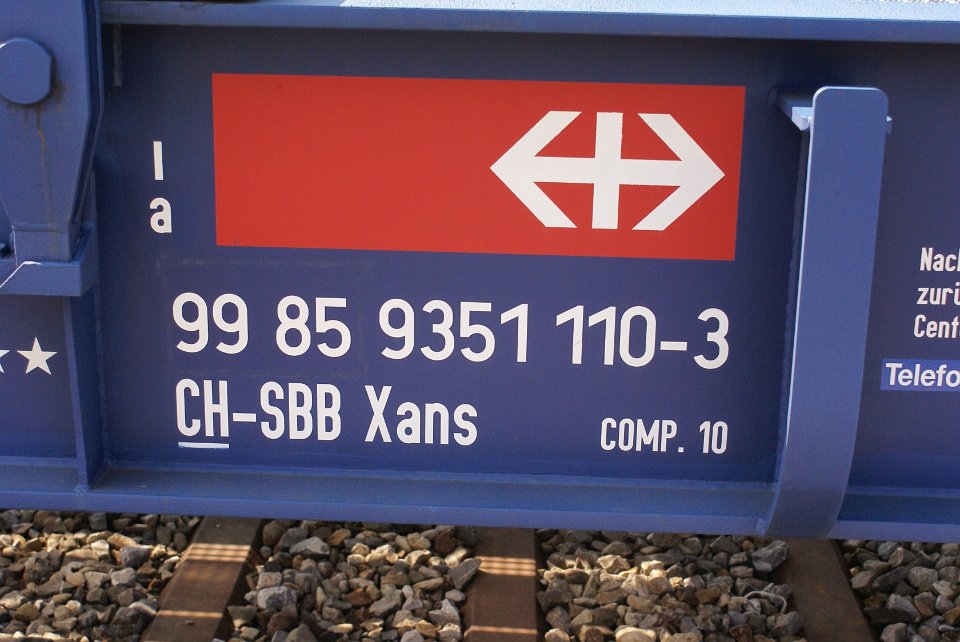 I
a
99 85 9351 110-3
CH-SBB Xans
COMP. 10
Telefo